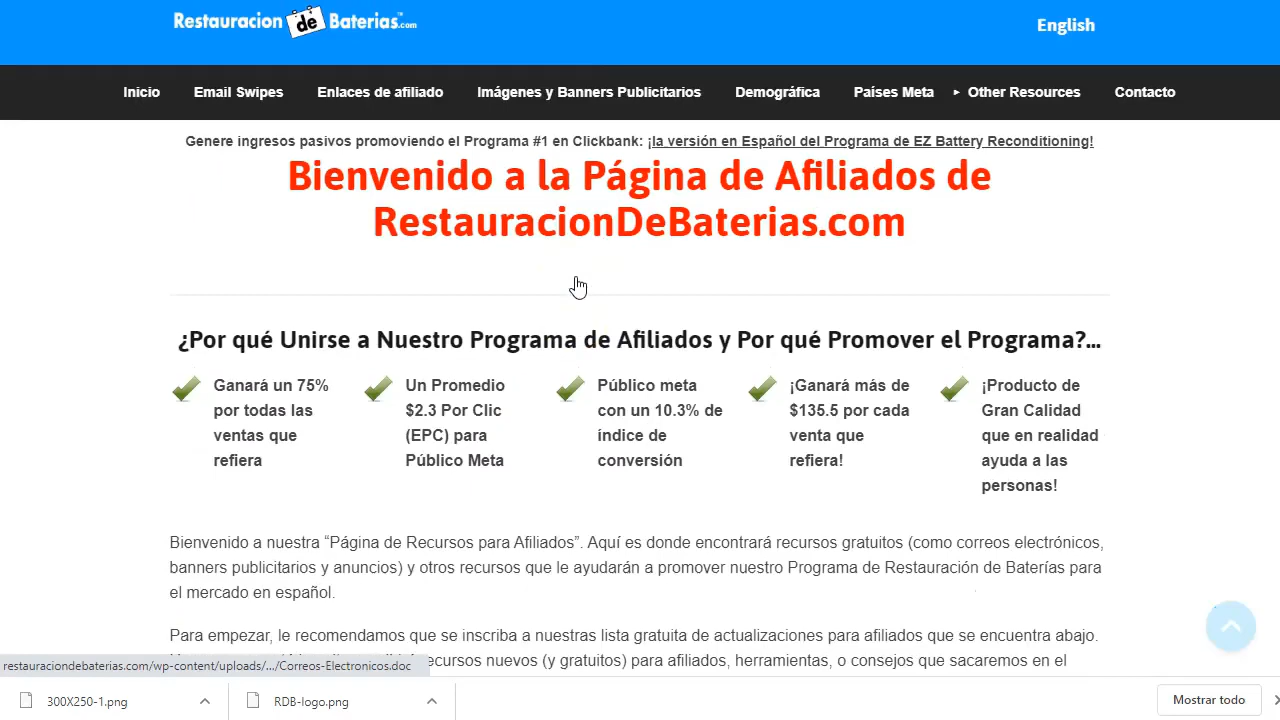 Restauracion de Baterias.com
English
Inicio Email Swipes Enlaces de afiliado Imágenes y Banners Publicitarios Demográfica Países Meta Other Resources Contacto
Genere ingresos pasivos promoviendo el Programa #1 en Clickbank: ¡la versión en Español del Programa de EZ Battery Reconditioning!
Bienvenido a la Página de Afiliados de
RestauracionDeBaterias.com
¿Por qué Unirse a Nuestro Programa de Afiliados y Por qué Promover el Programa?...
Ganará un 75%
por todas las
ventas que
refiera
Un Promedio
$2.3 Por Clic
(EPC) para
Público Meta
Público meta
con un 10.3% de
índice de
conversión
¡Ganará más de
$135.5 por cada
venta que
refiera!
¡Producto de
Gran Calidad
que en realidad
ayuda a las
personas!
Bienvenido a nuestra “Página de Recursos para Afiliados”. Aquí es donde encontrará recursos gratuitos (como correos electrónicos,
banners publicitarios y anuncios) y otros recursos que le ayudarán a promover nuestro Programa de Restauración de Baterías para
el mercado en español.
Para empezar, le recomendamos que se inscriba a nuestras lista gratuita de actualizaciones para afiliados que se encuentra abajo.
recursos nuevos (y gratuitos) para afiliados, herramientas, o consejos que sacaremos en el
restauraciondebaterias.com/wp-content/uploads/.../Correos-Electronicos.doc
300X250-1.png
RDB-logo.png
Mostrar todo